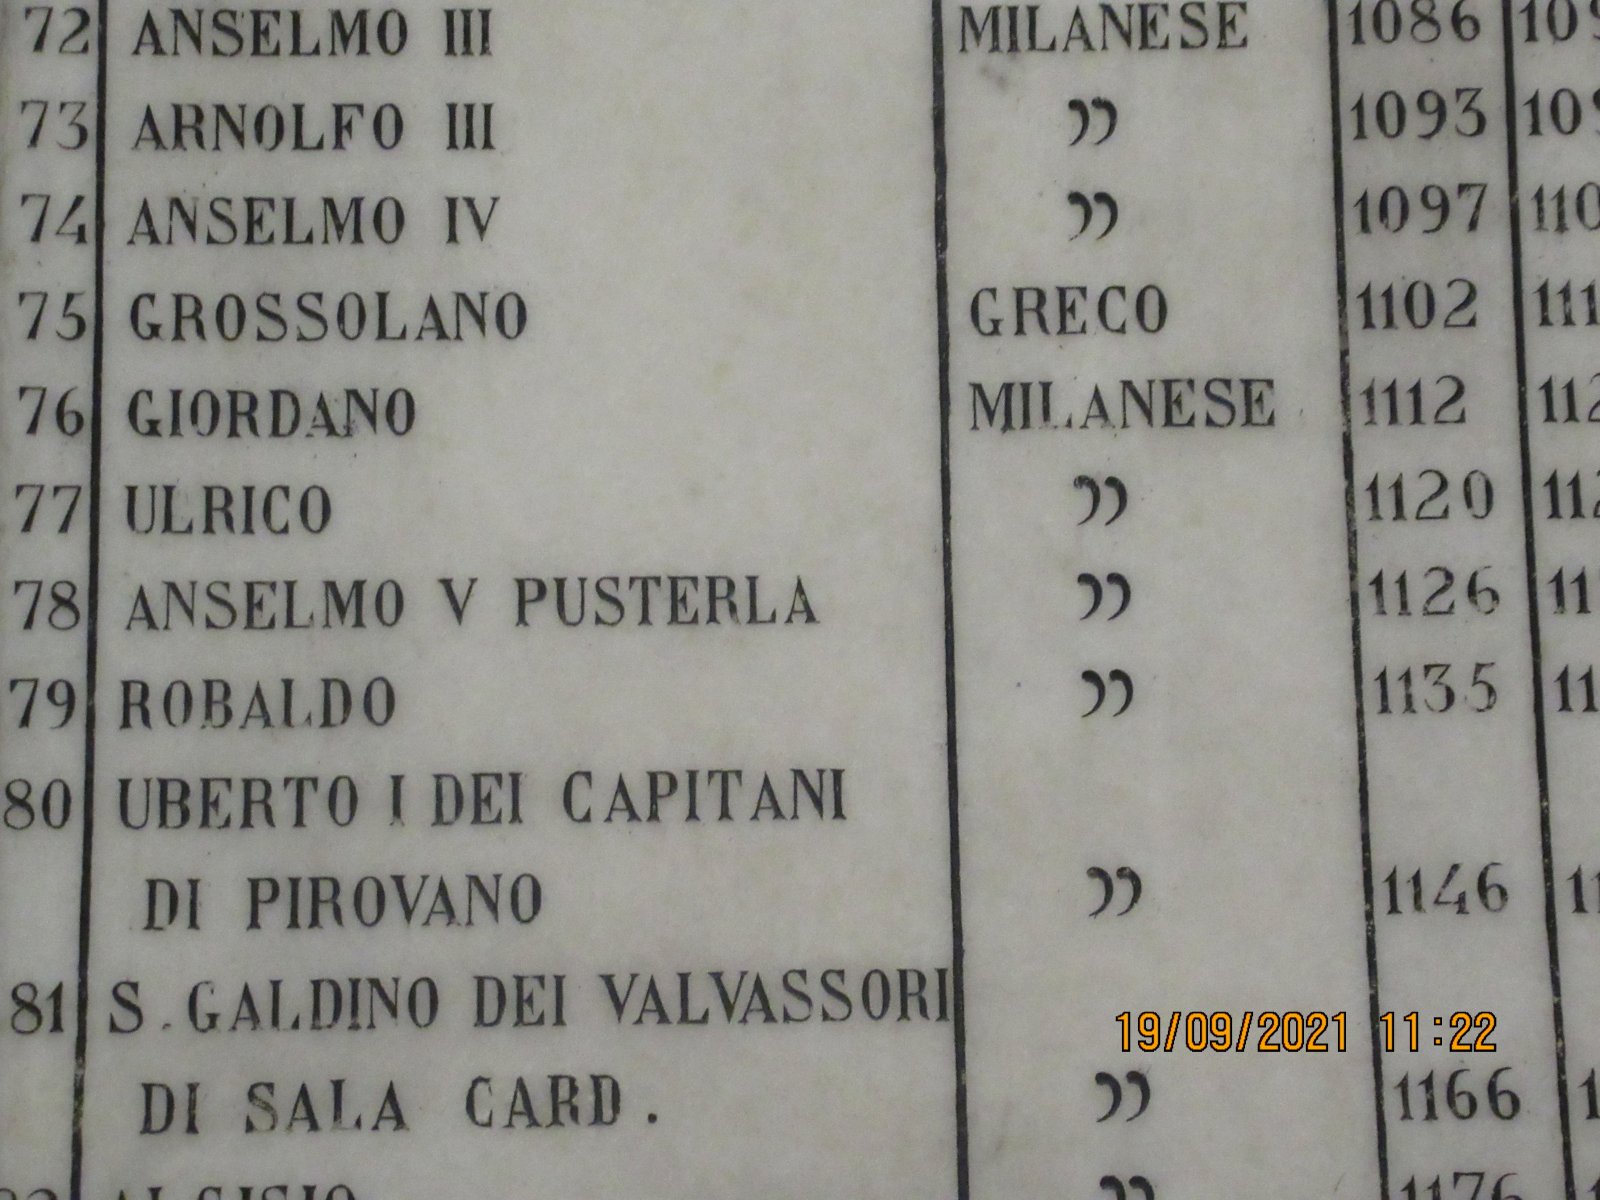 72 ANSELMO III MILANESE 1086
73 ARNOLFO III " 1093
74 ANSELMO IV " 1097
75 GROSSOLANO GRECO 1102
76 GIORDANO MILANESE 1112
77 ULRICO " 1120
78 ANSELMO V PUSTERLA " 1126
79 ROBALDO " 1135
80 UBERTO I DEI CAPITANI
DI PIROVANO " 1146
81 S. GALDINO DEI VALVASSORI
19/09/2021 11:22
DI SALA CARD. " 1166
" 1176